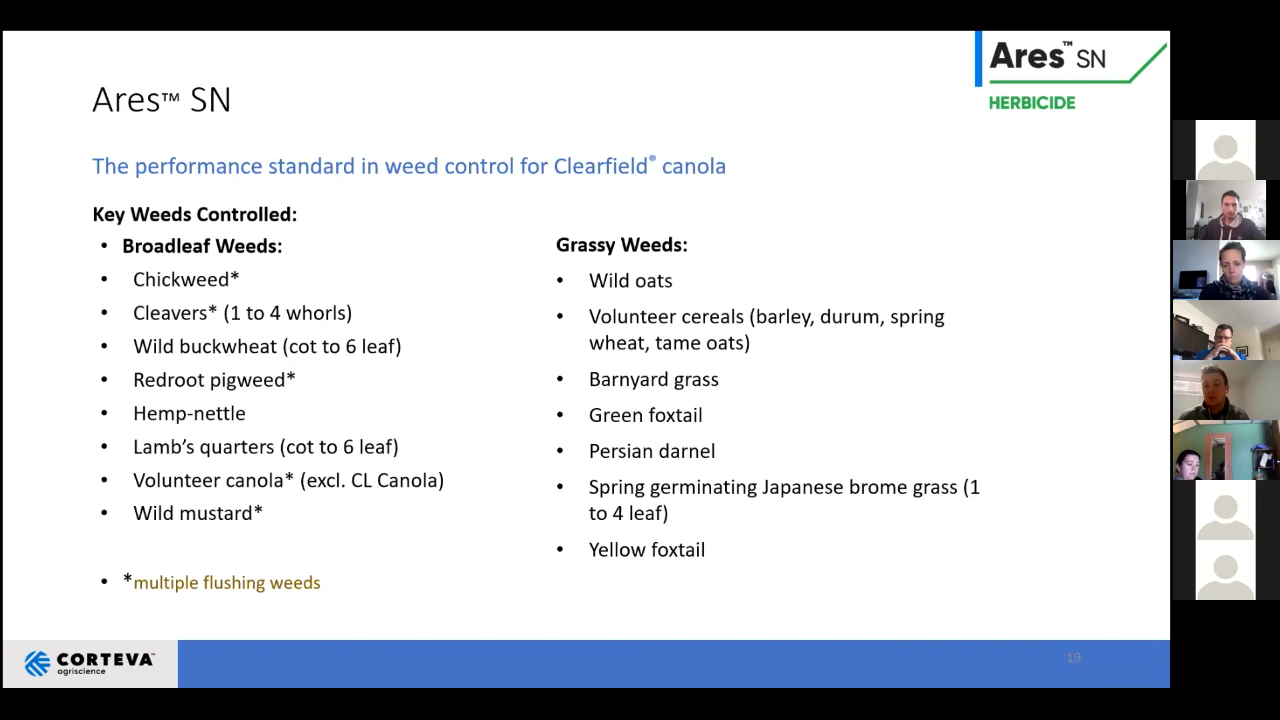 Ares™ SN
HERBICIDE
Ares™ SN
The performance standard in weed control for Clearfield® canola
Key Weeds Controlled:
• Broadleaf Weeds:
• Chickweed*
• Cleavers* (1 to 4 whorls)
• Wild buckwheat (cot to 6 leaf)
• Redroot pigweed*
• Hemp-nettle
• Lamb's quarters (cot to 6 leaf)
• Volunteer canola* (excl. CL Canola)
• Wild mustard*
• *multiple flushing weeds
Grassy Weeds:
• Wild oats
• Volunteer cereals (barley, durum, spring
wheat, tame oats)
• Barnyard grass
• Green foxtail
• Persian darnel
• Spring germinating Japanese brome grass (1
to 4 leaf)
• Yellow foxtail
CORTEVA™
agriscience
19